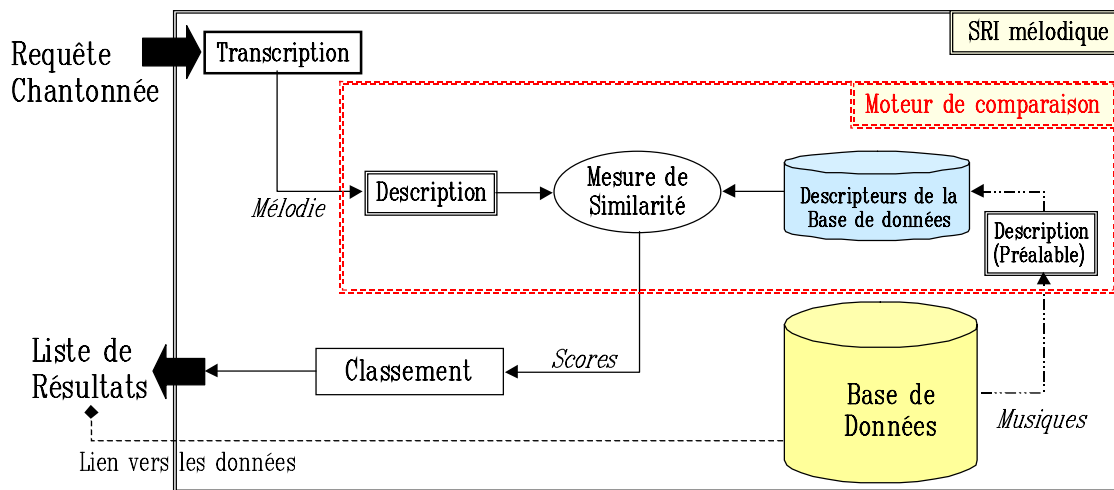 SRI mélodique
Requête
Chantonnée
Transcription
Moteur de comparaison
Mélodie
Description
Mesure de
Similarité
Descripteurs de la
Base de données
Description
(Préalable)
Liste de
Résultats
Classement
Scores
Base de
Données
Musiques
Lien vers les données